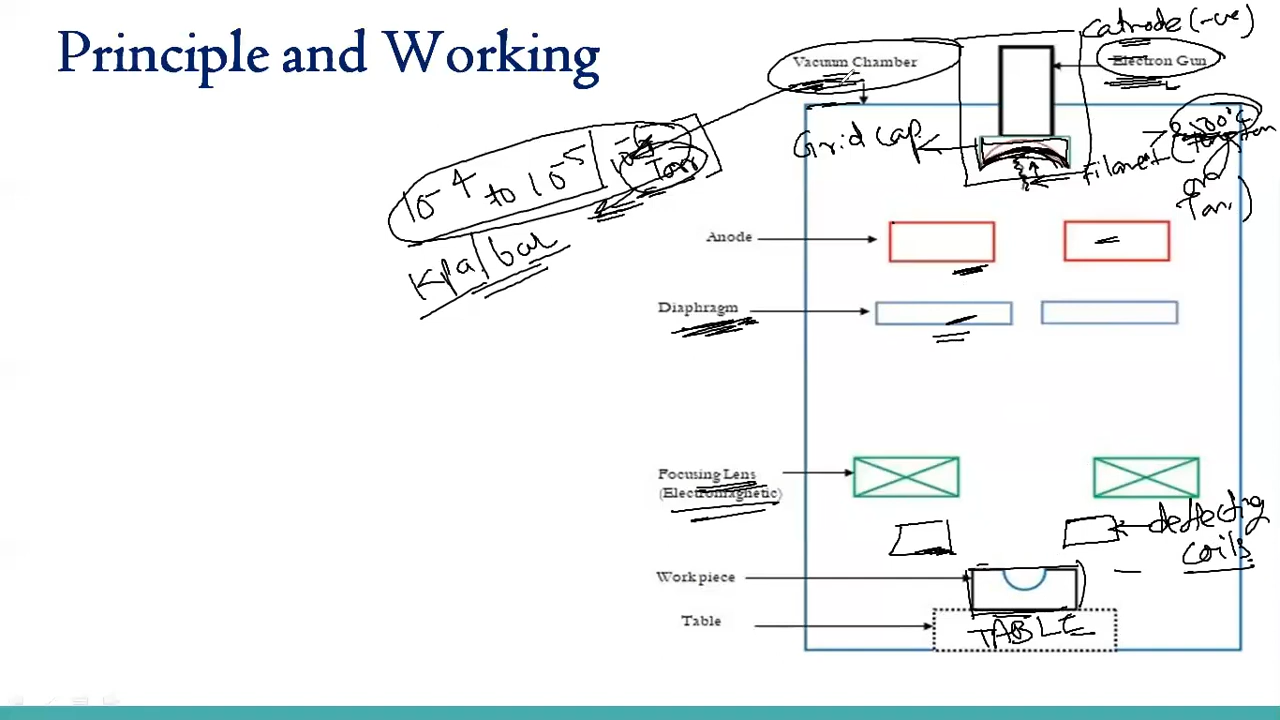 Principle and Working
catnode (-ve)
Vacuum Chamber
Electron Gun
Grid cap
Filament
10⁻⁴ to 10⁻⁵
Torr
Kpa/bar
Anode
Diaphragm
Focusing Lens
(Electromagnetic)
deflecting
coils
Work piece
Table
TABLE